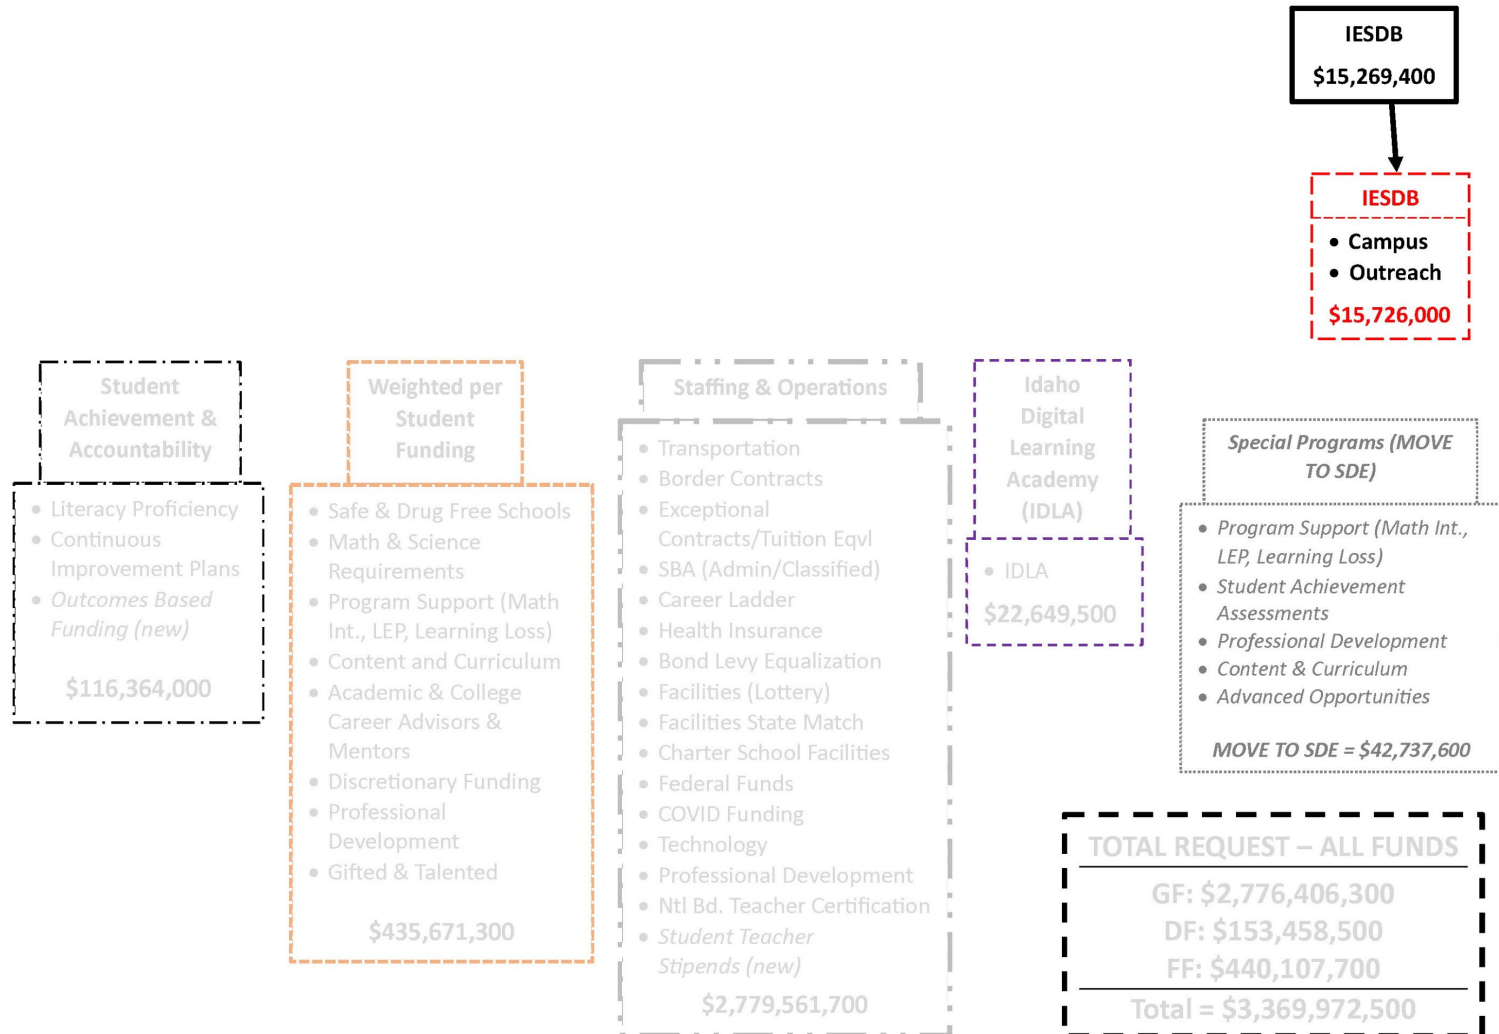 IESDB
$15,269,400
IESDB
• Campus
• Outreach
$15,726,000
Student
Achievement &
Accountability
• Literacy Proficiency
• Continuous
Improvement Plans
• Outcomes Based
Funding (new)
$116,364,000
Weighted per
Student
Funding
• Safe & Drug Free Schools
• Math & Science
Requirements
• Program Support (Math
Int., LEP, Learning Loss)
• Content and Curriculum
• Academic & College
Career Advisors &
Mentors
• Discretionary Funding
• Professional
Development
• Gifted & Talented
$435,671,300
Staffing & Operations
• Transportation
• Border Contracts
• Exceptional
Contracts/Tuition Eqvl
• SBA (Admin/Classified)
• Career Ladder
• Health Insurance
• Bond Levy Equalization
• Facilities (Lottery)
• Facilities State Match
• Charter School Facilities
• Federal Funds
• COVID Funding
• Technology
• Professional Development
• Ntl Bd. Teacher Certification
• Student Teacher
Stipends (new)
$2,779,561,700
Idaho
Digital
Learning
Academy
(IDLA)
• IDLA
$22,649,500
Special Programs (MOVE
TO SDE)
• Program Support (Math Int.,
LEP, Learning Loss)
• Student Achievement
Assessments
• Professional Development
• Content & Curriculum
• Advanced Opportunities
MOVE TO SDE = $42,737,600
TOTAL REQUEST – ALL FUNDS
GF: $2,776,406,300
DF: $153,458,500
FF: $440,107,700
Total = $3,369,972,500